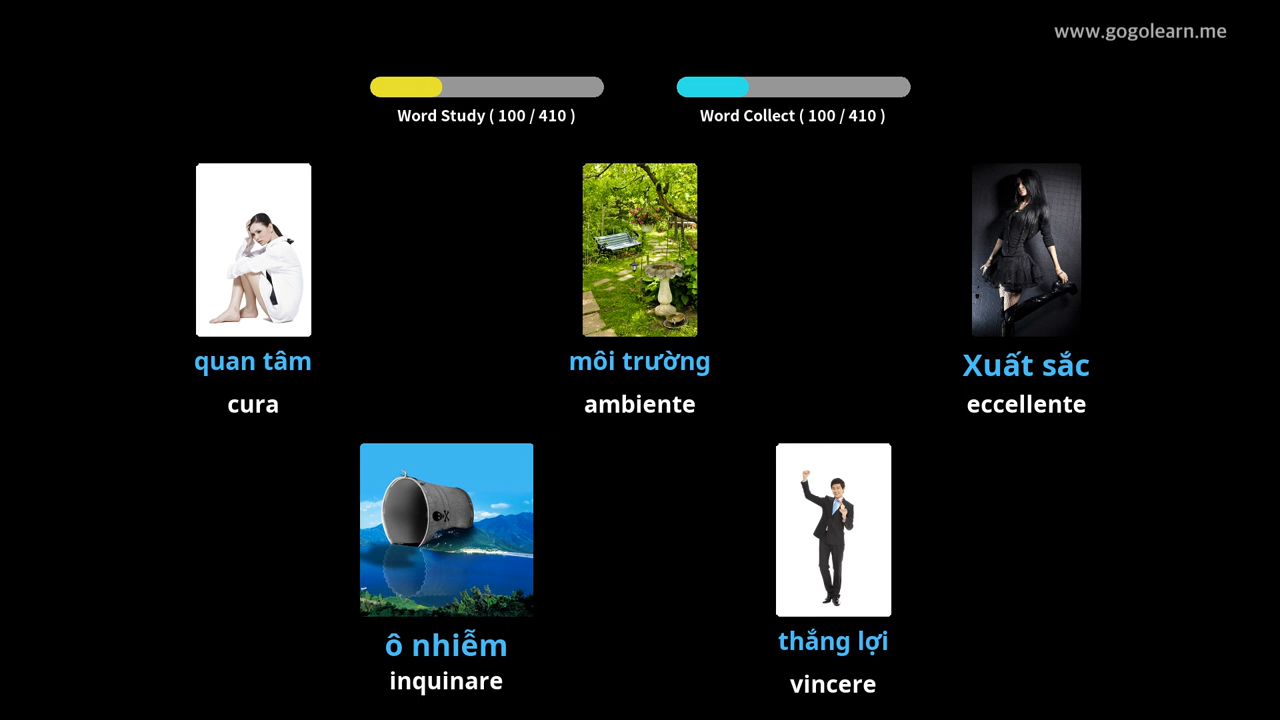 www.gogolearn.me
Word Study ( 100 / 410 )
Word Collect ( 100 / 410 )
quan tâm
cura
môi trường
ambiente
Xuất sắc
eccellente
ô nhiễm
inquinare
thắng lợi
vincere